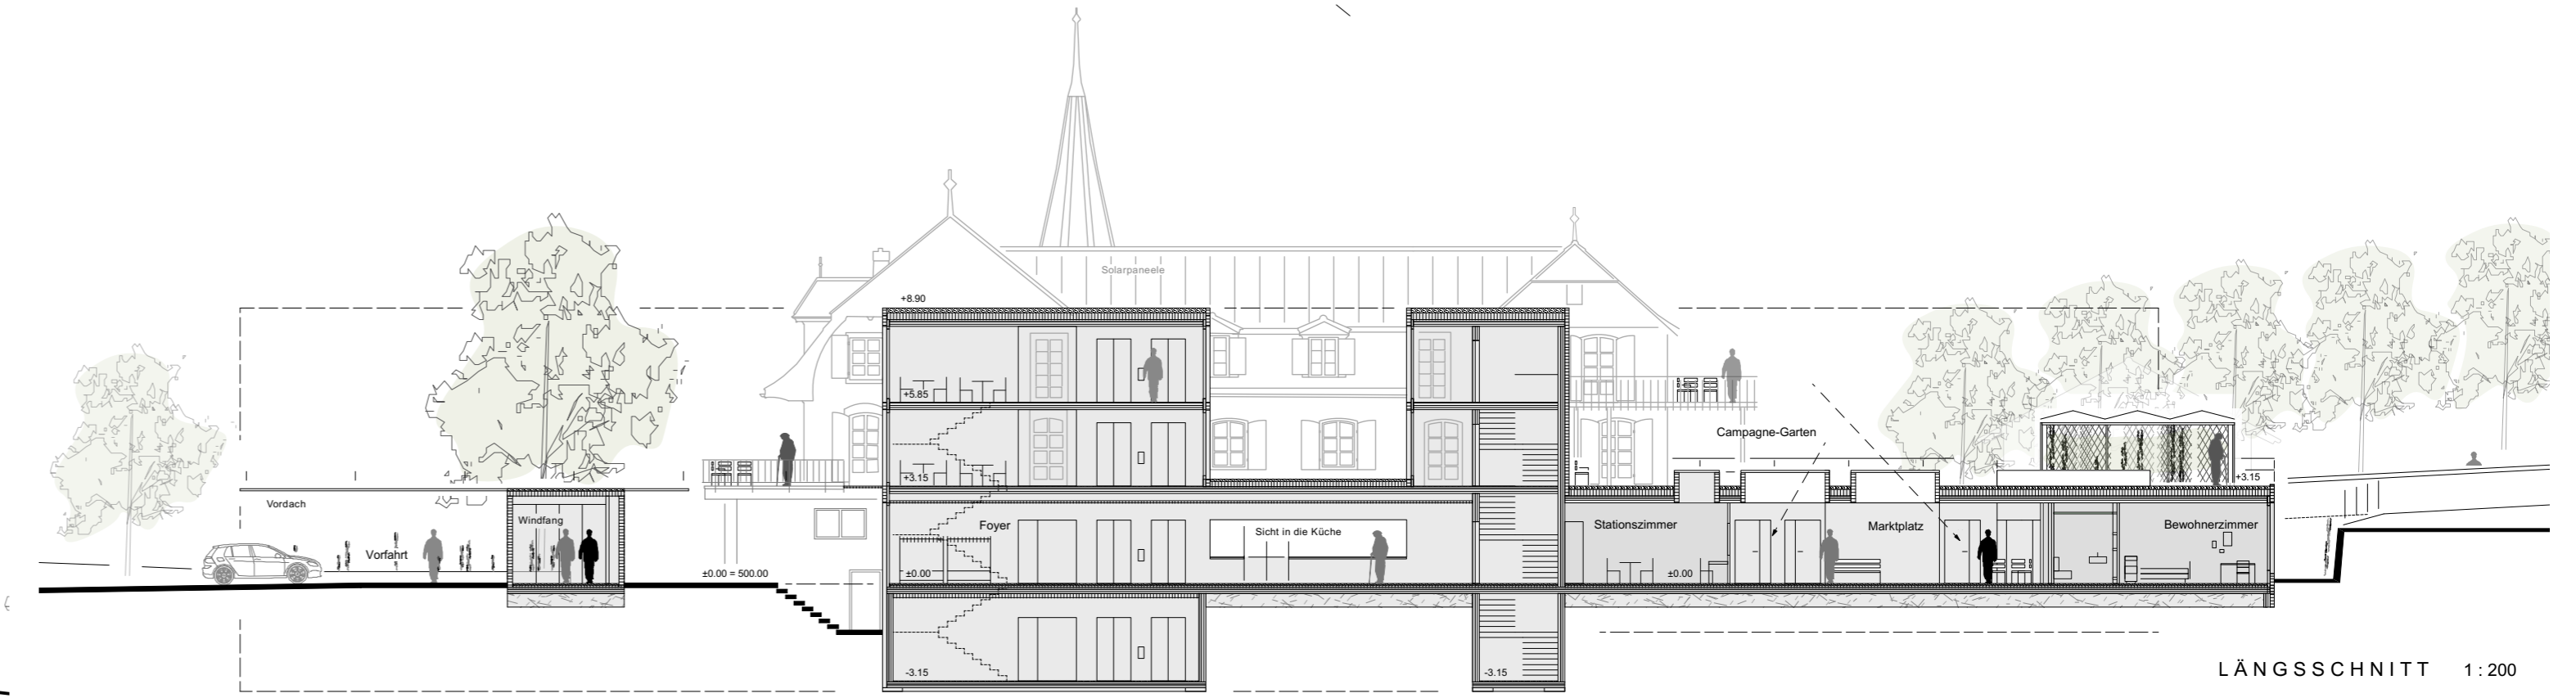 Solarpaneele
+8.90
+5.85
Campagne-Garten
+3.15
+3.15
Vordach
Windfang
Foyer
Sicht in die Küche
Stationszimmer
Marktplatz
Bewohnerzimmer
Vorfahrt
±0.00 = 500.00
±0.00
±0.00
-3.15
-3.15
LÄNGSSCHNITT 1 : 200